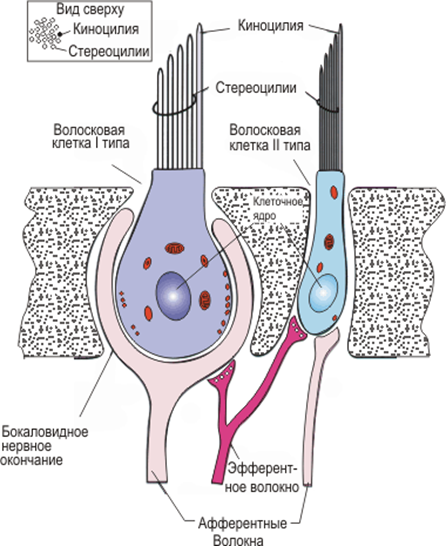 Вид сверху
Киноцилия
Стереоцилии
Киноцилия
Стереоцилии
Волосковая
клетка I типа
Волосковая
клетка II типа
Клеточное
ядро
Бокаловидное
нервное
окончание
Эфферент-
ное волокно
Афферентные
Волокна